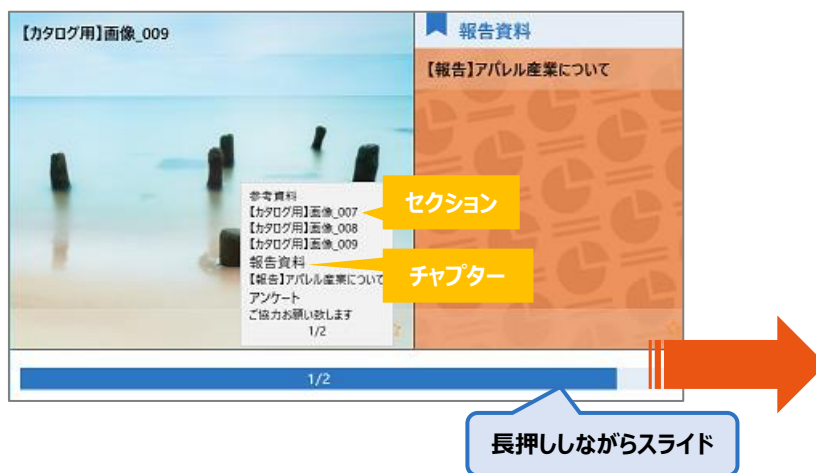 【カタログ用】画像_009
報告資料
【報告】アパレル産業について
参考資料
【カタログ用】画像_007
【カタログ用】画像_008
【カタログ用】画像_009
報告資料
【報告】アパレル産業について
アンケート
ご協力お願い致します
1/2
セクション
チャプター
1/2
長押ししながらスライド